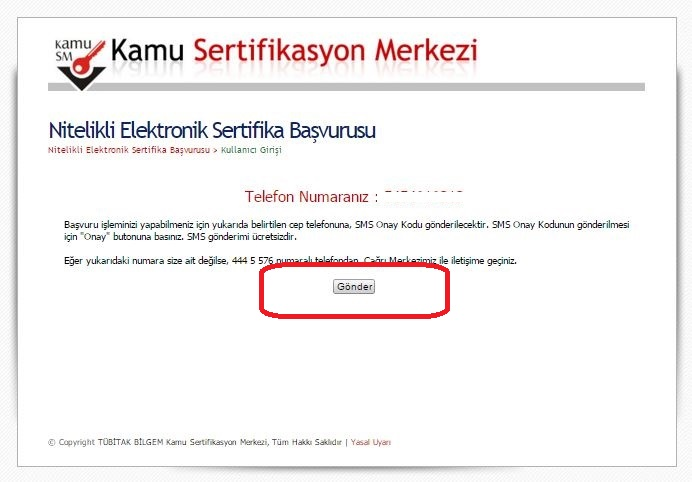 kamu
SM
Kamu Sertifikasyon Merkezi
Nitelikli Elektronik Sertifika Başvurusu
Nitelikli Elektronik Sertifika Başvurusu > Kullanıcı Girişi
Telefon Numaranız :
Başvuru işleminizi yapabilmeniz için yukarıda belirtilen cep telefonuna, SMS Onay Kodu gönderilecektir. SMS Onay Kodunun gönderilmesi
için "Onay" butonuna basınız. SMS gönderimi ücretsizdir.
Eğer yukarıdaki numara size ait değilse, 444 5 576 numaralı telefondan, Çağrı Merkezimiz ile iletişime geçiniz.
Gönder
© Copyright TÜBİTAK BİLGEM Kamu Sertifikasyon Merkezi, Tüm Hakkı Saklıdır | Yasal Uyarı